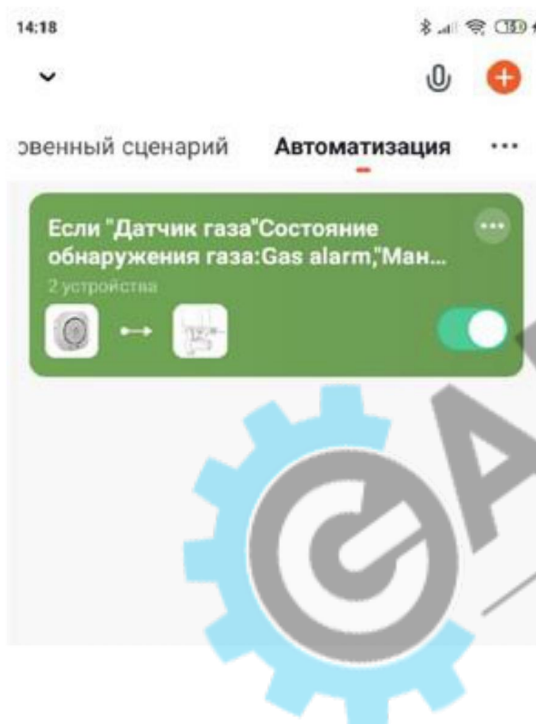 14:18
овенный сценарий Автоматизация
Если "Датчик газа"Состояние
обнаружения газа:Gas alarm,"Ман...
2 устройства